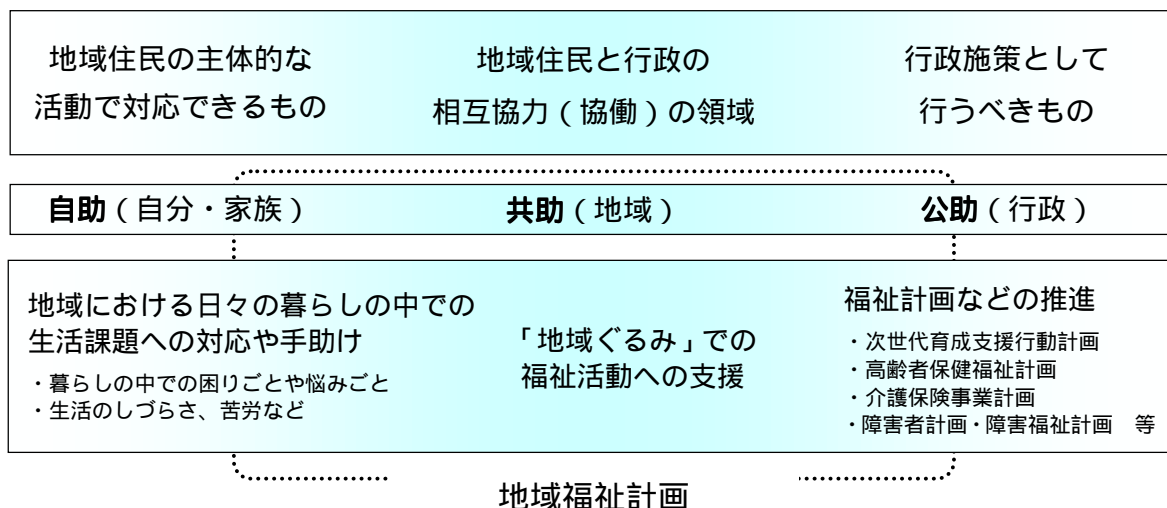 地域住民の主体的な
活動で対応できるもの
地域住民と行政の
相互協力(協働)の領域
行政施策として
行うべきもの
自助(自分・家族)
共助(地域)
公助(行政)
地域における日々の暮らしの中での
生活課題への対応や手助け
・暮らしの中での困りごとや悩みごと
・生活のしづらさ、苦労など
「地域ぐるみ」での
福祉活動への支援
福祉計画などの推進
・次世代育成支援行動計画
・高齢者保健福祉計画
・介護保険事業計画
・障害者計画・障害福祉計画 等
地域福祉計画